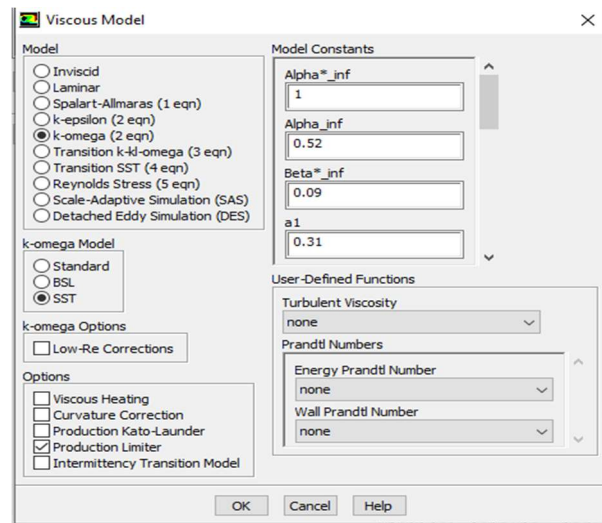 Viscous Model
Model
Inviscid
Laminar
Spalart-Allmaras (1 eqn)
k-epsilon (2 eqn)
k-omega (2 eqn)
Transition k-kl-omega (3 eqn)
Transition SST (4 eqn)
Reynolds Stress (5 eqn)
Scale-Adaptive Simulation (SAS)
Detached Eddy Simulation (DES)
k-omega Model
Standard
BSL
SST
k-omega Options
Low-Re Corrections
Options
Viscous Heating
Curvature Correction
Production Kato-Launder
Production Limiter
Intermittency Transition Model
Model Constants
Alpha*_inf
1
Alpha_inf
0.52
Beta*_inf
0.09
a1
0.31
User-Defined Functions
Turbulent Viscosity
none
Prandtl Numbers
Energy Prandtl Number
none
Wall Prandtl Number
none
OK Cancel Help